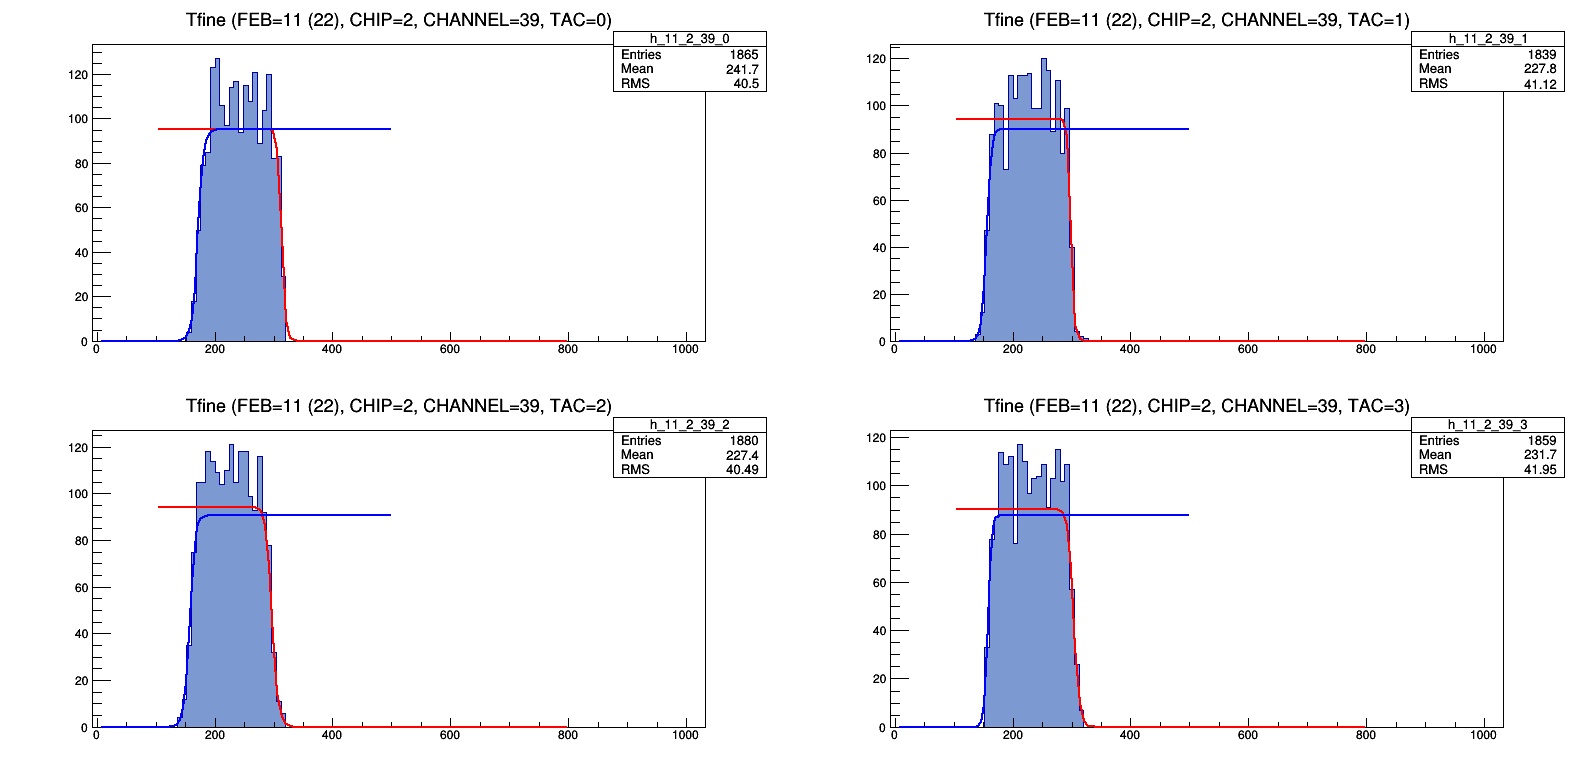 Tfine (FEB=11 (22), CHIP=2, CHANNEL=39, TAC=0)
h_11_2_39_0
Entries 1865
Mean 241.7
RMS 40.5
120
100
80
60
40
20
0
0 200 400 600 800 1000
Tfine (FEB=11 (22), CHIP=2, CHANNEL=39, TAC=1)
h_11_2_39_1
Entries 1839
Mean 227.8
RMS 41.12
120
100
80
60
40
20
0
0 200 400 600 800 1000
Tfine (FEB=11 (22), CHIP=2, CHANNEL=39, TAC=2)
h_11_2_39_2
Entries 1880
Mean 227.4
RMS 40.49
120
100
80
60
40
20
0
0 200 400 600 800 1000
Tfine (FEB=11 (22), CHIP=2, CHANNEL=39, TAC=3)
h_11_2_39_3
Entries 1859
Mean 231.7
RMS 41.95
120
100
80
60
40
20
0
0 200 400 600 800 1000